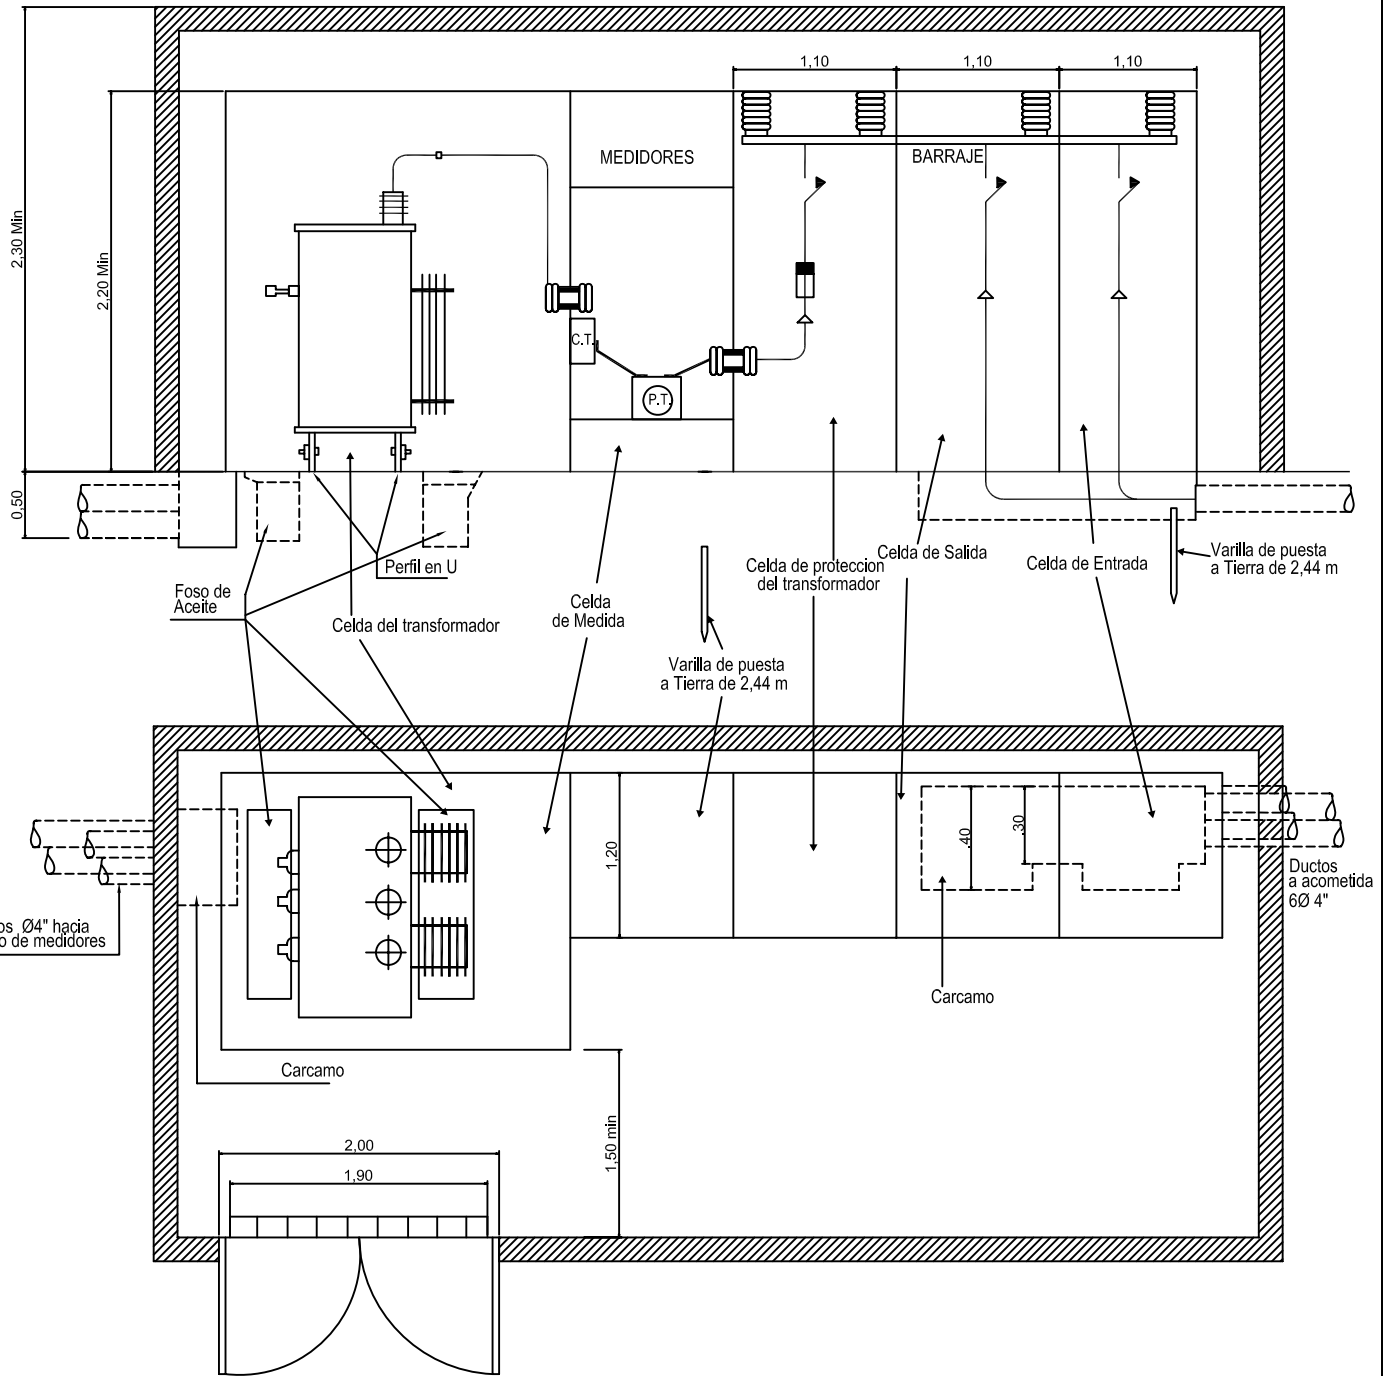 1,10
1,10
1,10
MEDIDORES
BARRAJE
2,30 Min
2,20 Min
C.T.
P.T.
0,50
Perfil en U
Foso de
Aceite
Celda del transformador
Celda
de Medida
Varilla de puesta
a Tierra de 2,44 m
Celda de proteccion
del transformador
Celda de Salida
Celda de Entrada
Varilla de puesta
a Tierra de 2,44 m
1,20
.40
.30
Ductos
a acometida
6Ø 4"
Ø4" hacia
de medidores
Carcamo
Carcamo
1,50 min
2,00
1,90